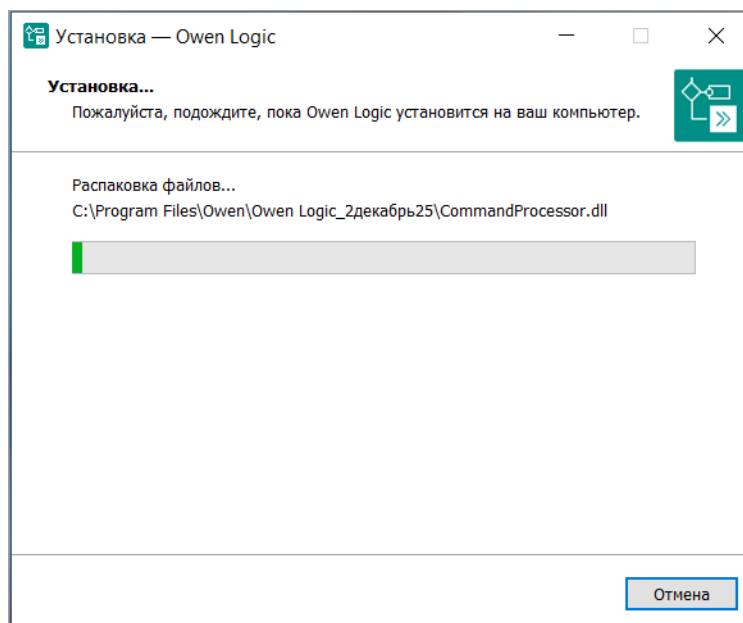 Установка — Owen Logic
Установка...
Пожалуйста, подождите, пока Owen Logic установится на ваш компьютер.
Распаковка файлов...
C:\Program Files\Owen\Owen Logic_2декабрь25\CommandProcessor.dll
Отмена